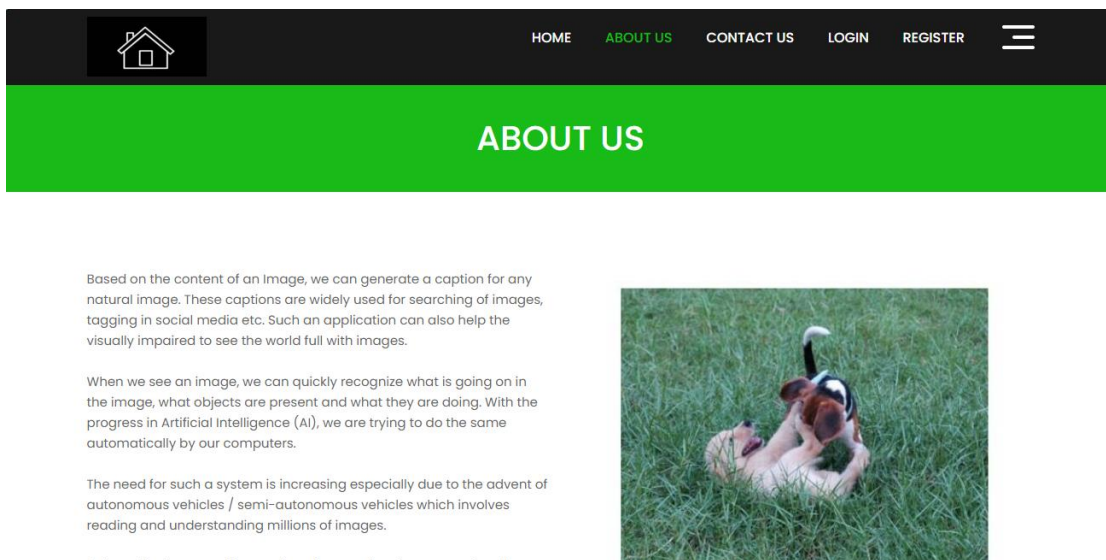 HOME ABOUT US CONTACT US LOGIN REGISTER
ABOUT US
Based on the content of an Image, we can generate a caption for any
natural image. These captions are widely used for searching of images,
tagging in social media etc. Such an application can also help the
visually impaired to see the world full with images.
When we see an image, we can quickly recognize what is going on in
the image, what objects are present and what they are doing. With the
progress in Artificial Intelligence (AI), we are trying to do the same
automatically by our computers.
The need for such a system is increasing especially due to the advent of
autonomous vehicles / semi-autonomous vehicles which involves
reading and understanding millions of images.